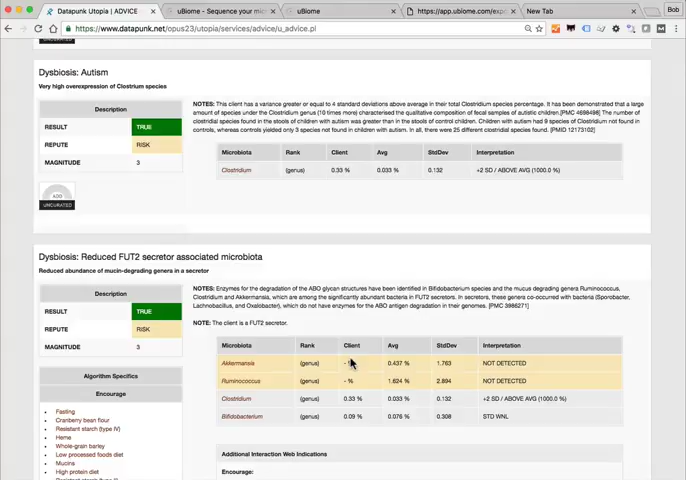 Datapunk Utopia | ADVICE
uBiome - Sequence your mi
uBiome
https://app.ubiome.com/expo
New Tab
Bob
https://www.datapunk.net/opus23/utopia/services/advice/u_advice.pl
UNCURATED
Dysbiosis: Autism
Very high overexpression of Clostrium species
Description
RESULT TRUE
REPUTE RISK
MAGNITUDE 3
ADD
UNCURATED
NOTES: This client has a variance greater or equal to 4 standard deviations above average in their total Clostridium species percentage. It has been demonstrated that a large
amount of species under the Clostridium genus (10 times more) characterised the qualitative composition of fecal samples of autistic children.[PMC 4698498] The number of
clostridial species found in the stools of children with autism was greater than in the stools of control children. Children with autism had 9 species of Clostridium not found in
controls, whereas controls yielded only 3 species not found in children with autism. In all, there were 25 different clostridial species found. [PMID 12173102]
Microbiota Rank Client Avg StdDev Interpretation
Clostridium (genus) 0.33 % 0.033 % 0.132 +2 SD / ABOVE AVG (1000.0 %)
Dysbiosis: Reduced FUT2 secretor associated microbiota
Reduced abundance of mucin-degrading genera in a secretor
Description
RESULT TRUE
REPUTE RISK
MAGNITUDE 3
Algorithm Specifics
Encourage
Fasting
Cranberry bean flour
Resistant starch (type IV)
Heme
Whole-grain barley
Low processed foods diet
Mucins
High protein diet
NOTES: Enzymes for the degradation of the ABO glycan structures have been identified in Bifidobacterium species and the mucus degrading genera Ruminococcus,
Clostridium and Akkermansia, which are among the significantly abundant bacteria in FUT2 secretors. In secretors, these genera co-occurred with bacteria (Sporobacter,
Lachnobacillus, and Oxalobacter), which do not have enzymes for the ABO antigen degradation in their genomes. [PMC 3986271]
NOTE: The client is a FUT2 secretor.
Microbiota Rank Client Avg StdDev Interpretation
Akkermansia (genus) - % 0.437 % 1.763 NOT DETECTED
Ruminococcus (genus) - % 1.624 % 2.894 NOT DETECTED
Clostridium (genus) 0.33 % 0.033 % 0.132 +2 SD / ABOVE AVG (1000.0 %)
Bifidobacterium (genus) 0.09 % 0.076 % 0.308 STD WNL
Additional Interaction Web Indications
Encourage: